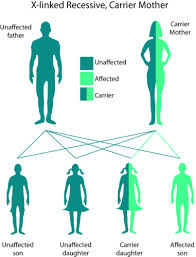 X-linked Recessive, Carrier Mother
Unaffected
father
Unaffected
Affected
Carrier
Carrier
Mother
Unaffected
son
Unaffected
daughter
Carrier
daughter
Affected
son